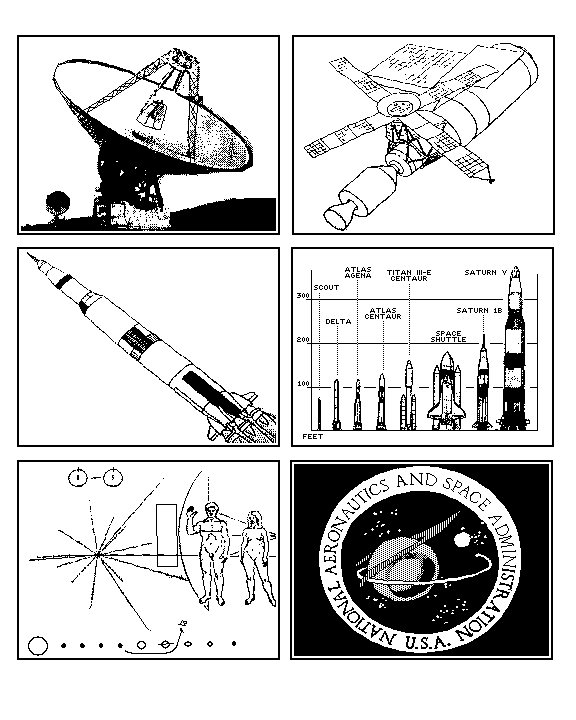 ATLAS
AGENA
TITAN III-E
CENTAUR
SATURN V
SCOUT
300
DELTA
ATLAS
CENTAUR
SATURN 1B
SPACE
SHUTTLE
200
100
FEET
NATIONAL AERONAUTICS AND SPACE ADMINISTRATION
U.S.A.